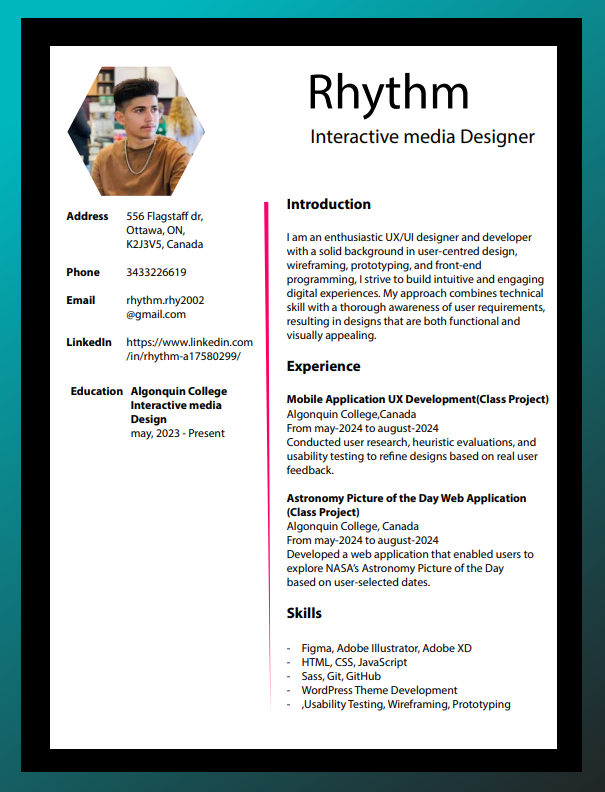 Rhythm
Interactive media Designer
Address 556 Flagstaff dr,
Ottawa, ON,
K2J3V5, Canada
Phone 3433226619
Email rhythm.rhy2002
@gmail.com
LinkedIn https://www.linkedin.com
/in/rhythm-a17580299/
Education Algonquin College
Interactive media
Design
may, 2023 - Present
Introduction
I am an enthusiastic UX/UI designer and developer
with a solid background in user-centred design,
wireframing, prototyping, and front-end
programming, I strive to build intuitive and engaging
digital experiences. My approach combines technical
skill with a thorough awareness of user requirements,
resulting in designs that are both functional and
visually appealing.
Experience
Mobile Application UX Development(Class Project)
Algonquin College,Canada
From may-2024 to august-2024
Conducted user research, heuristic evaluations, and
usability testing to refine designs based on real user
feedback.
Astronomy Picture of the Day Web Application
(Class Project)
Algonquin College, Canada
From may-2024 to august-2024
Developed a web application that enabled users to
explore NASA's Astronomy Picture of the Day
based on user-selected dates.
Skills
- Figma, Adobe Illustrator, Adobe XD
- HTML, CSS, JavaScript
- Sass, Git, GitHub
- WordPress Theme Development
- ,Usability Testing, Wireframing, Prototyping